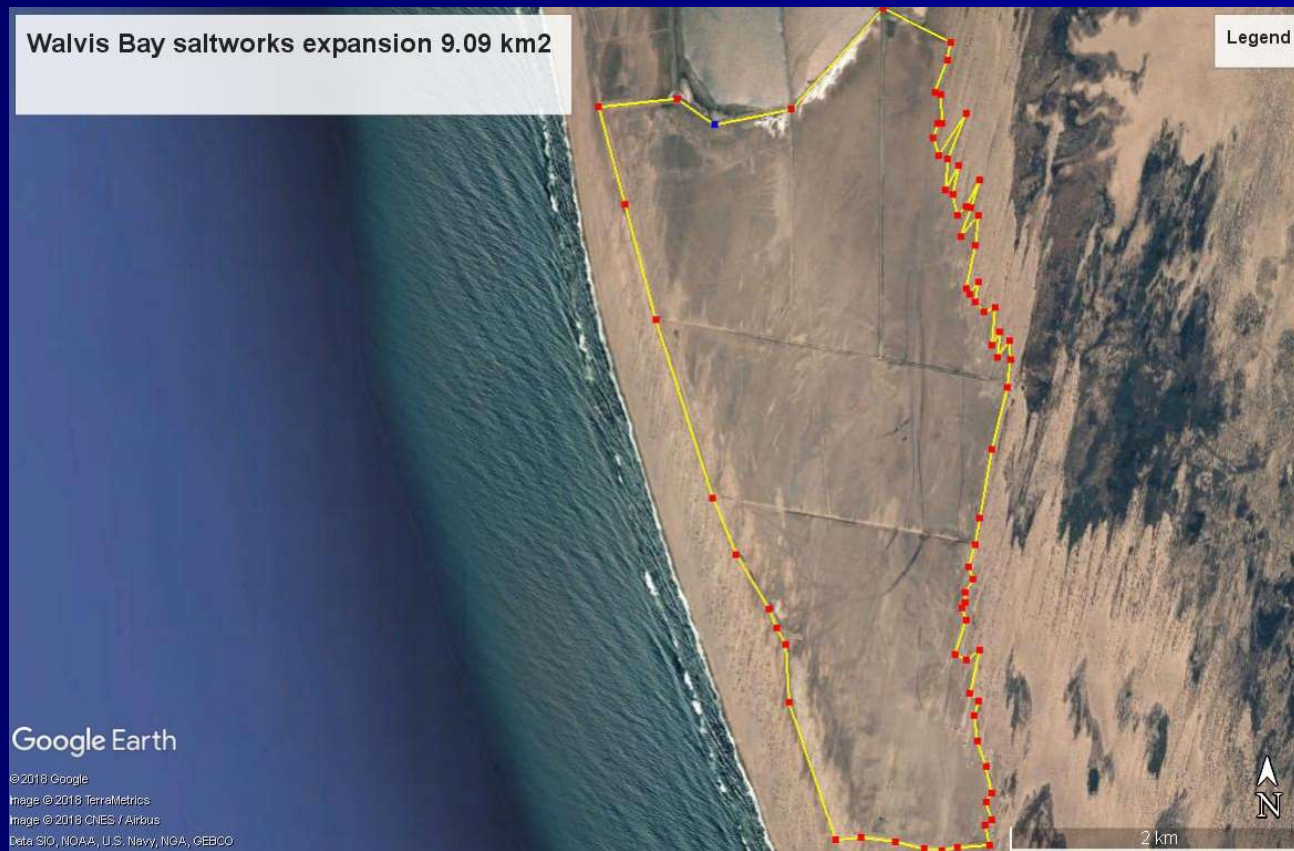 Walvis Bay saltworks expansion 9.09 km2
Legend
Google Earth
©2018 Google
Image © 2018 TerraMetrics
Image © 2018 CNES / Airbus
Data SIO, NOAA, U.S. Navy, NGA, GEBCO
N
2 km